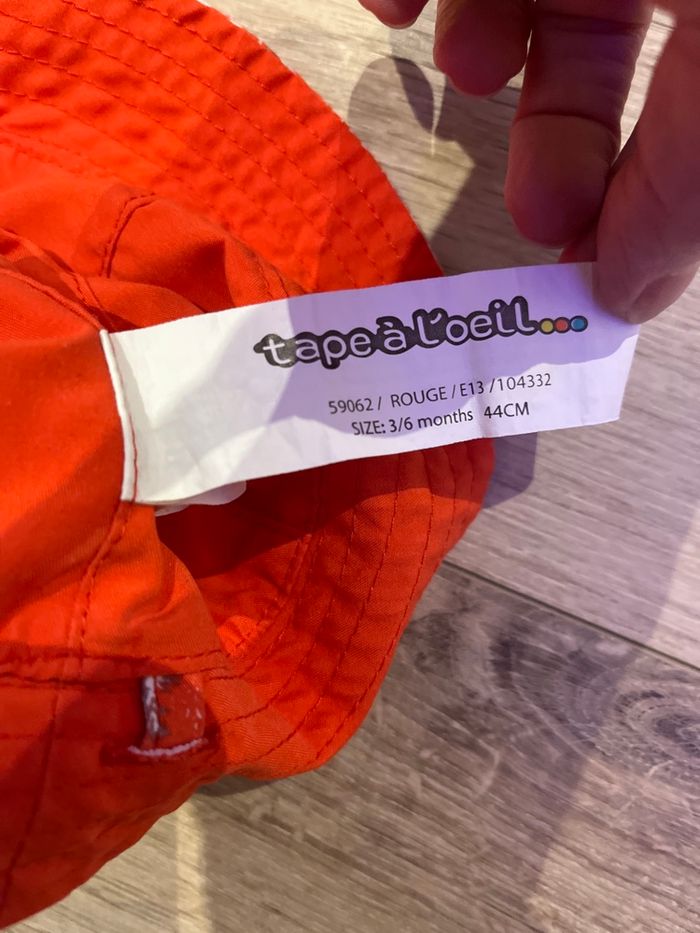 tape à l'oeil...
59062 / ROUGE / E13 / 104332
SIZE: 3/6 months 44CM